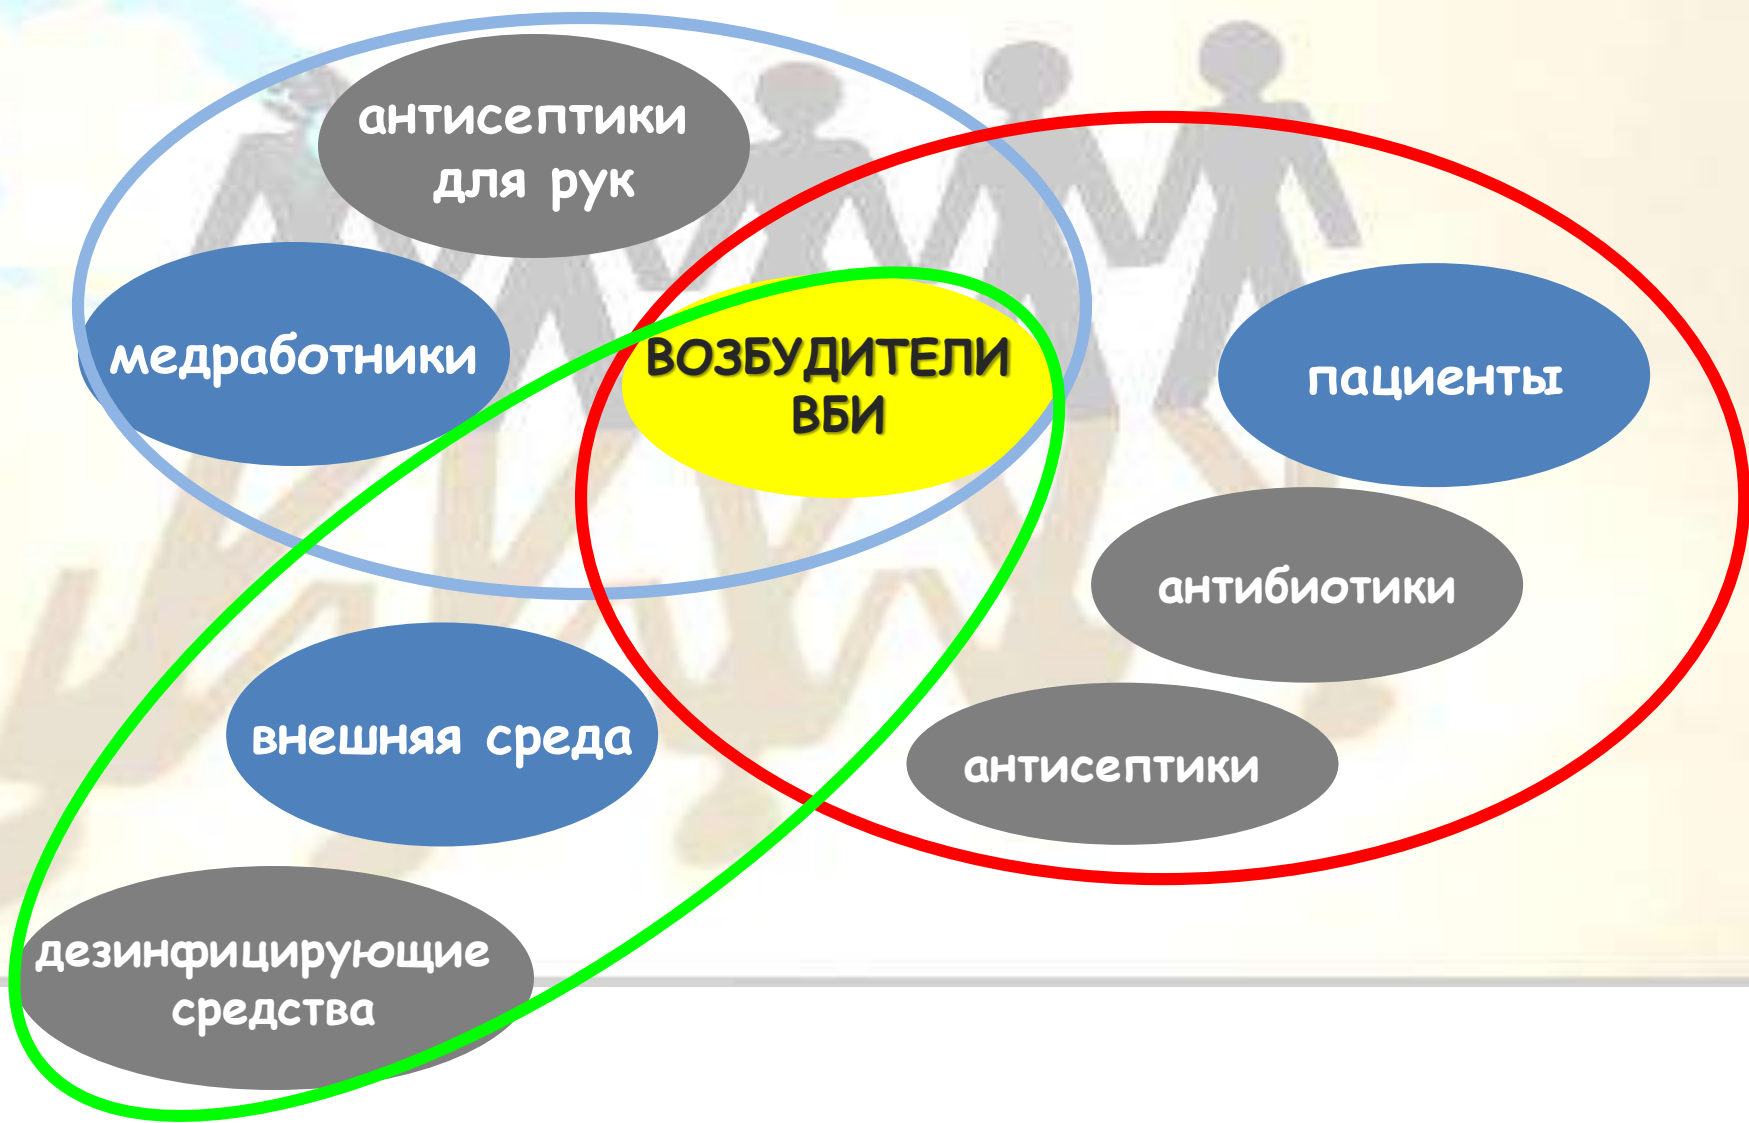 антисептики
для рук
медработники
ВОЗБУДИТЕЛИ
ВБИ
пациенты
антибиотики
внешняя среда
антисептики
дезинфицирующие
средства